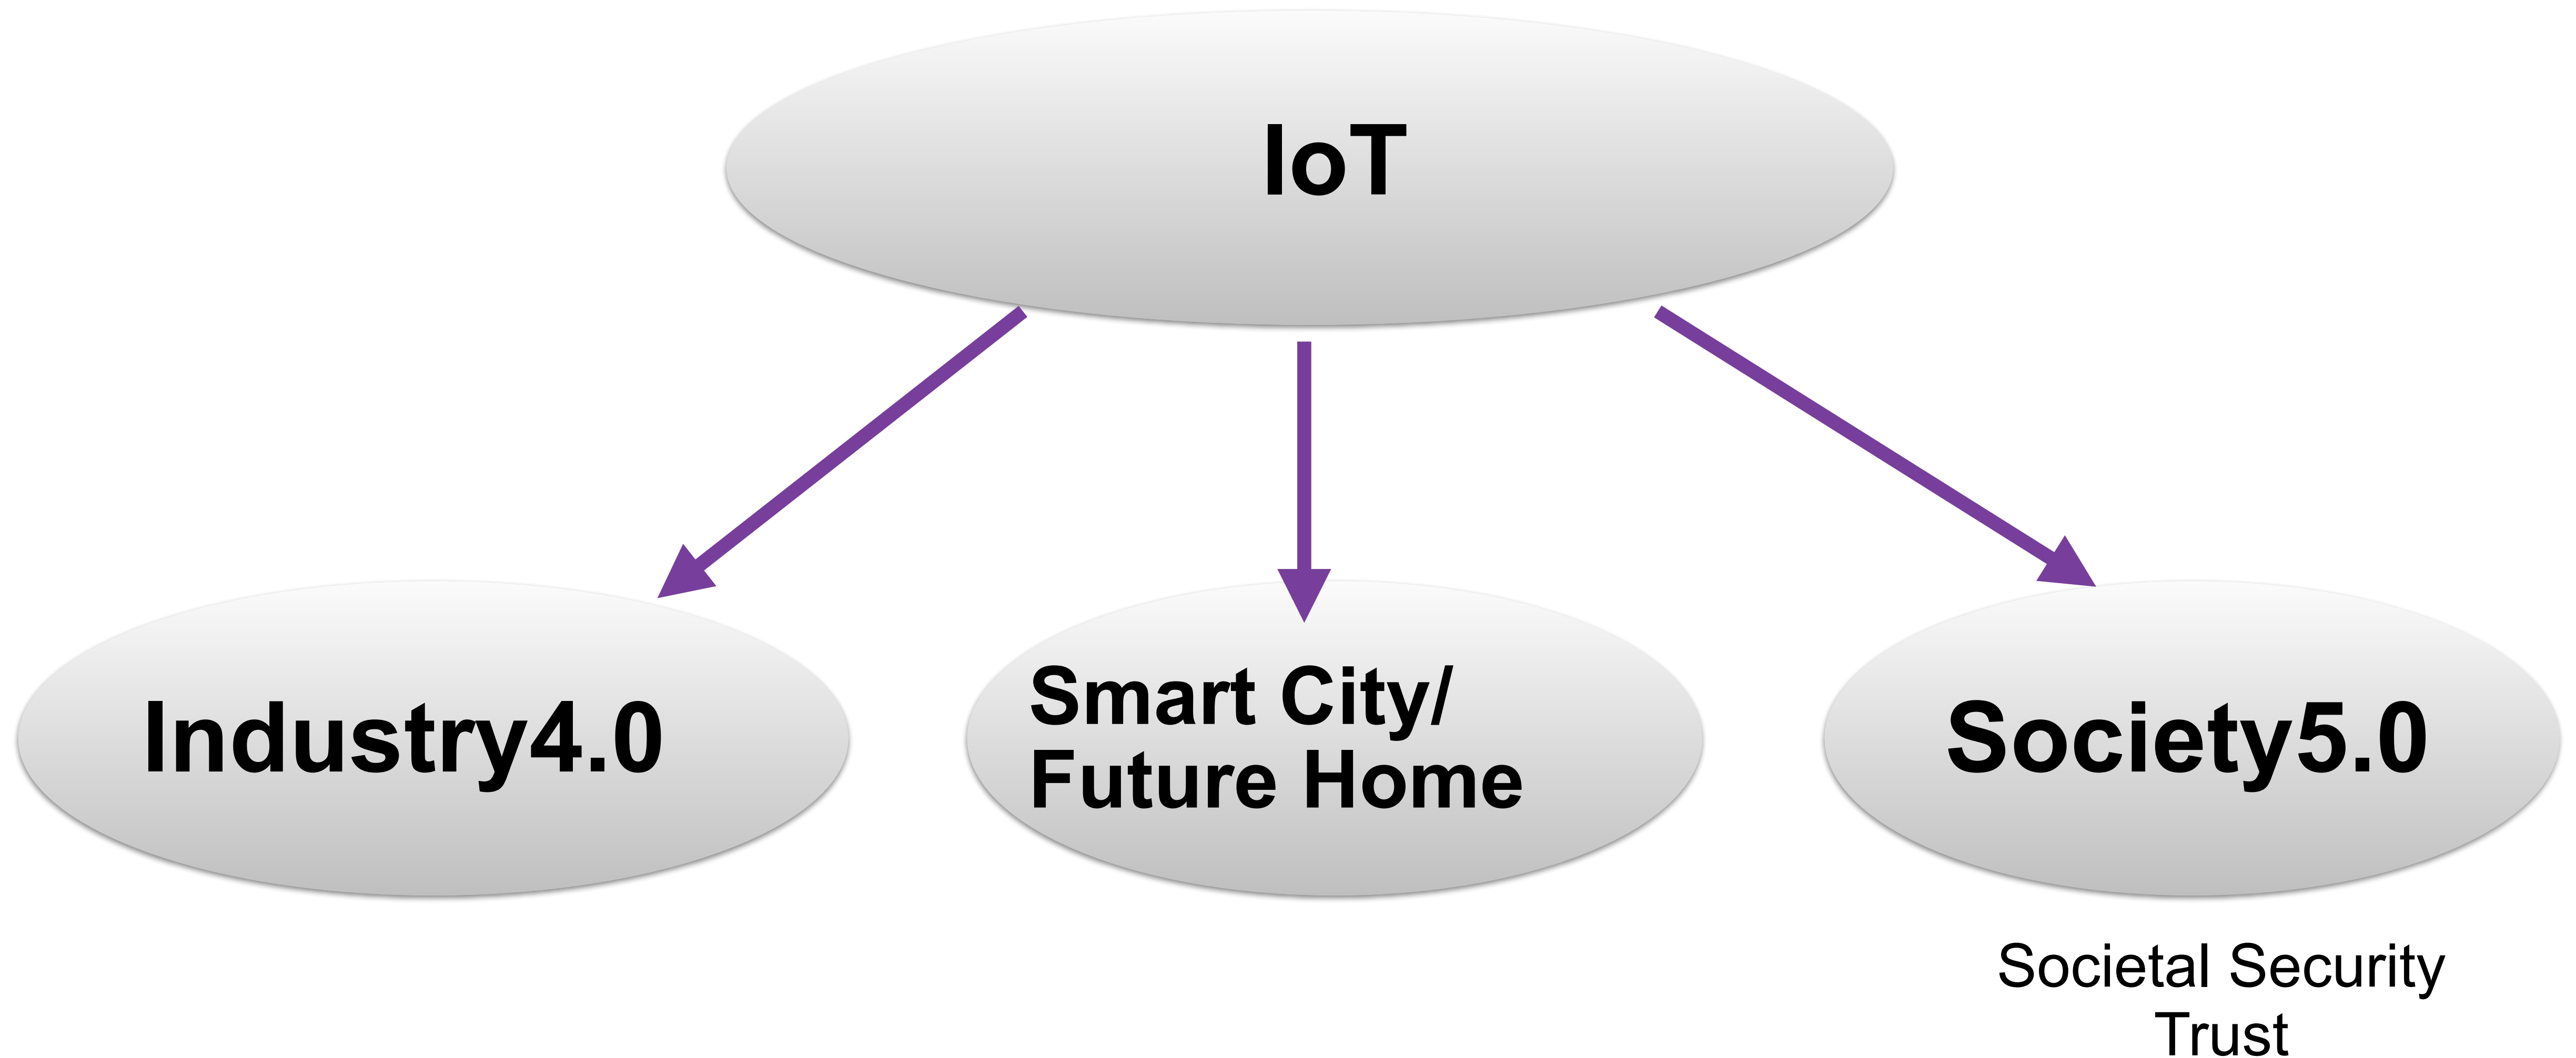 IoT
Industry4.0
Smart City/
Future Home
Society5.0
Societal Security
Trust